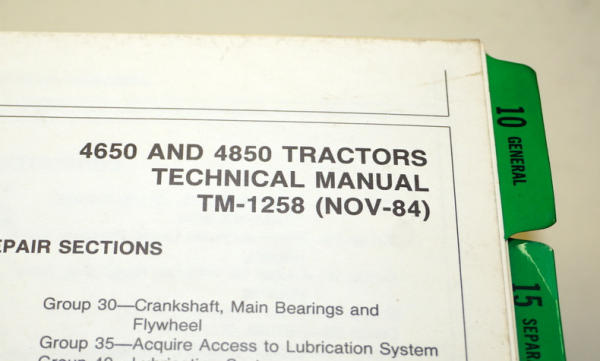 4650 AND 4850 TRACTORS
TECHNICAL MANUAL
TM-1258 (NOV-84)
SECTIONS
Group 30—Crankshaft, Main Bearings and
Flywheel
Group 35—Acquire Access to Lubrication System
10 GENERAL
15